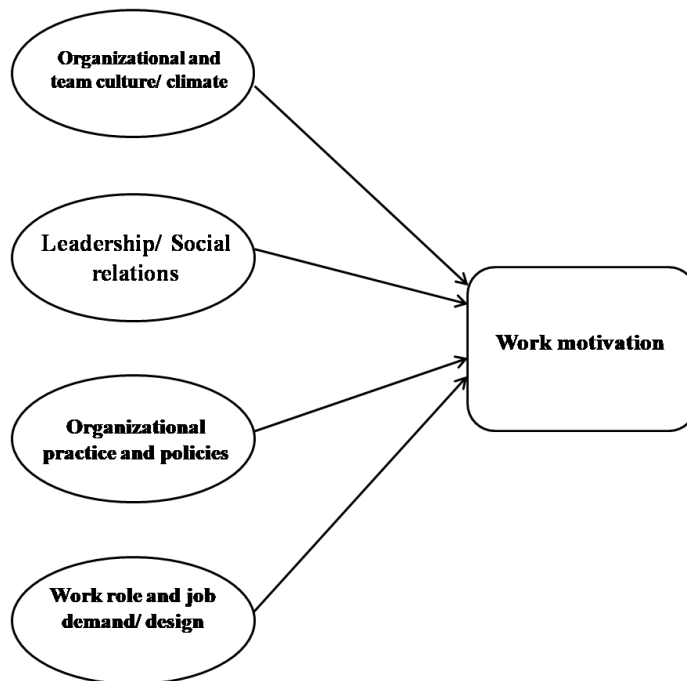 Organizational and
team culture/ climate
Leadership/ Social
relations
Work motivation
Organizational
practice and policies
Work role and job
demand/ design